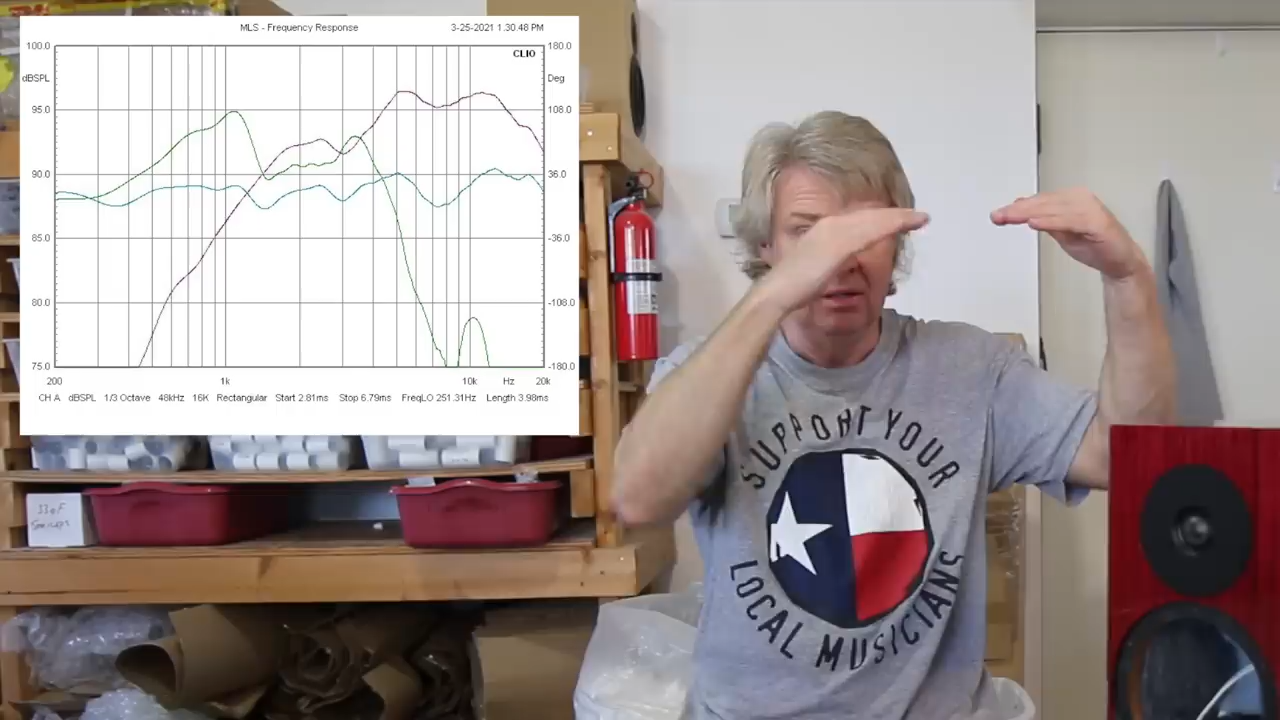 MLS - Frequency Response 3-25-2021 1.30.48 PM
100.0 CLIO 180.0
dBSPL Deg
95.0 108.0
90.0 36.0
85.0 -36.0
80.0 -108.0
75.0 -180.0
200 1k 10k Hz 20k
CH A dBSPL 1/3 Octave 48kHz 16K Rectangular Start 2.81ms Stop 6.79ms FreqLO 251.31Hz Length 3.98ms
SUPPORT YOUR
LOCAL MUSICIANS